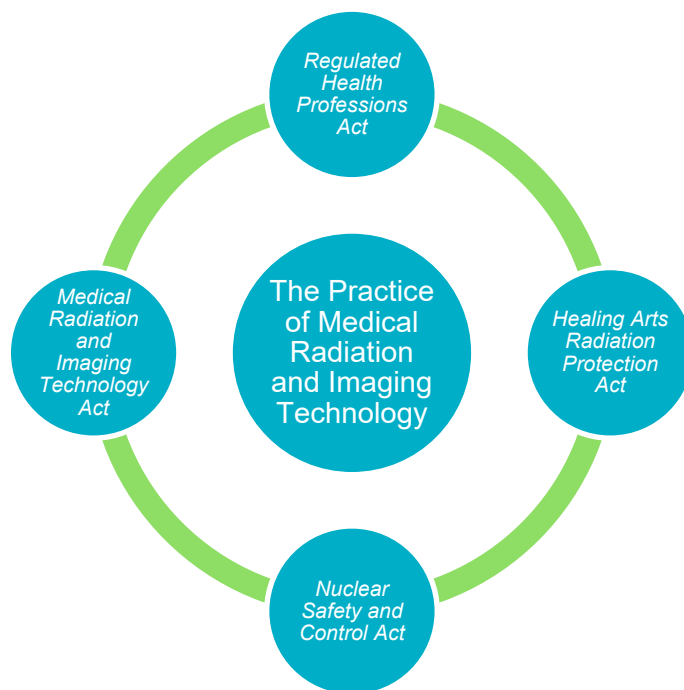 Regulated
Health
Professions
Act
The Practice
of Medical
Radiation
and Imaging
Technology
Medical
Radiation
and
Imaging
Technology
Act
Healing Arts
Radiation
Protection
Act
Nuclear
Safety and
Control Act